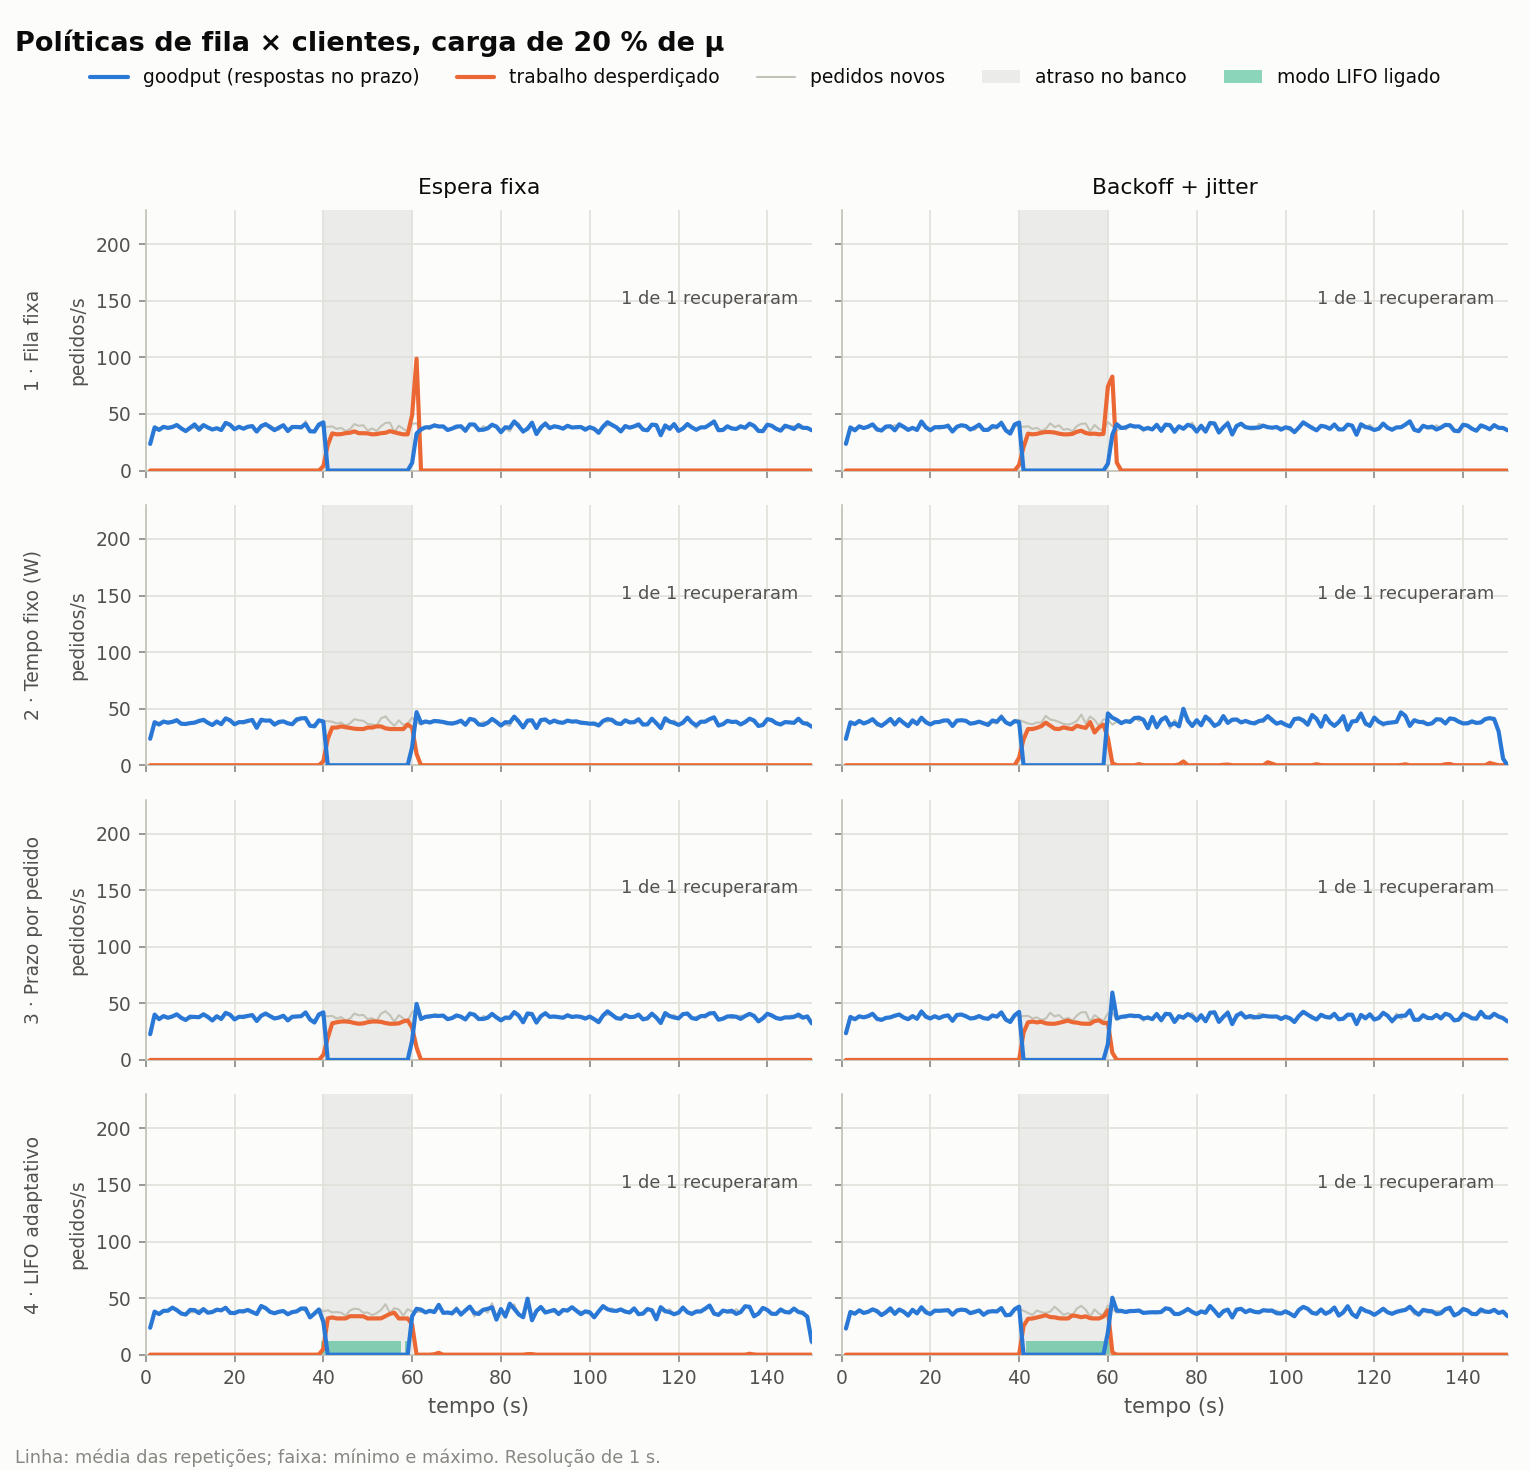 Políticas de fila × clientes, carga de 20 % de µ
goodput (respostas no prazo) trabalho desperdiçado pedidos novos atraso no banco modo LIFO ligado
Espera fixa Backoff + jitter
1 · Fila fixa
pedidos/s
200
150
100
50
0
1 de 1 recuperaram
1 de 1 recuperaram
2 · Tempo fixo (W)
pedidos/s
200
150
100
50
0
1 de 1 recuperaram
1 de 1 recuperaram
3 · Prazo por pedido
pedidos/s
200
150
100
50
0
1 de 1 recuperaram
1 de 1 recuperaram
4 · LIFO adaptativo
pedidos/s
200
150
100
50
0
1 de 1 recuperaram
1 de 1 recuperaram
0 20 40 60 80 100 120 140 0 20 40 60 80 100 120 140
tempo (s) tempo (s)
Linha: média das repetições; faixa: mínimo e máximo. Resolução de 1 s.